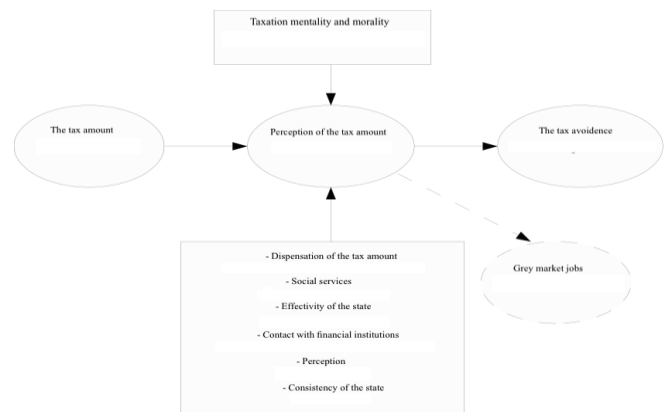 Taxation mentality and morality
The tax amount
Perception of the tax amount
The tax avoidence
-
Grey market jobs
- Dispensation of the tax amount
- Social services
- Effectivity of the state
- Contact with financial institutions
- Perception
- Consistency of the state